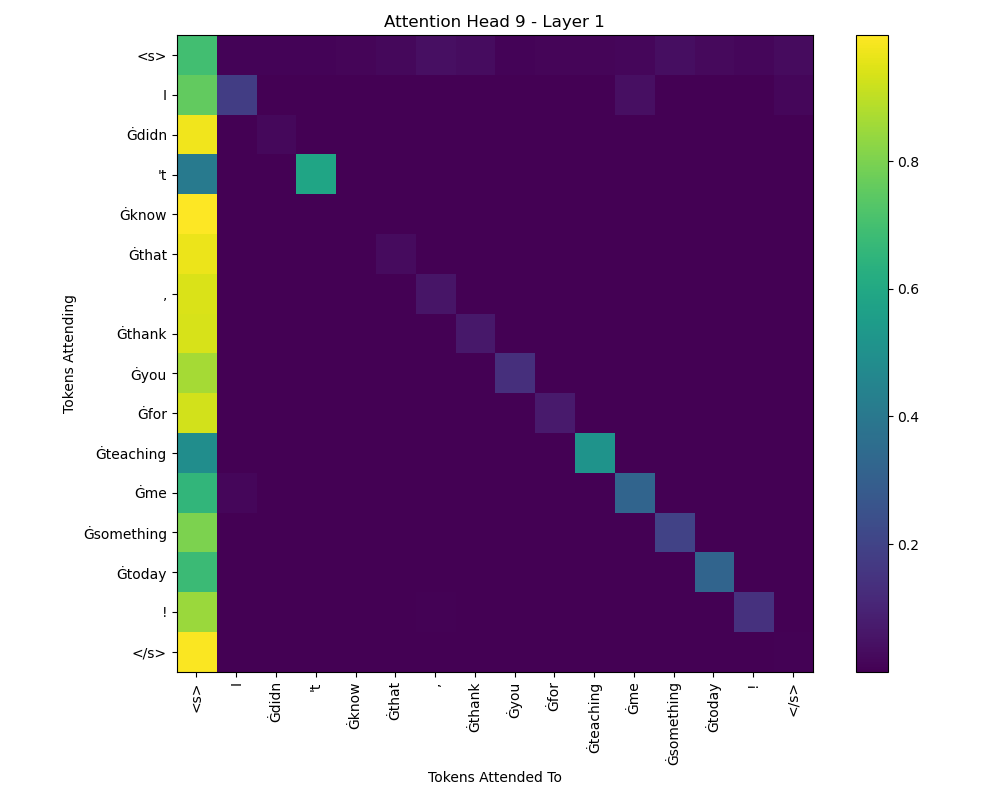 Attention Head 9 - Layer 1
<s>
I
Ġdidn
't
Ġknow
Ġthat
,
Ġthank
Ġyou
Ġfor
Ġteaching
Ġme
Ġsomething
Ġtoday
!
</s>
Tokens Attending
<s>
I
Ġdidn
't
Ġknow
Ġthat
,
Ġthank
Ġyou
Ġfor
Ġteaching
Ġme
Ġsomething
Ġtoday
!
</s>
Tokens Attended To
0.8
0.6
0.4
0.2